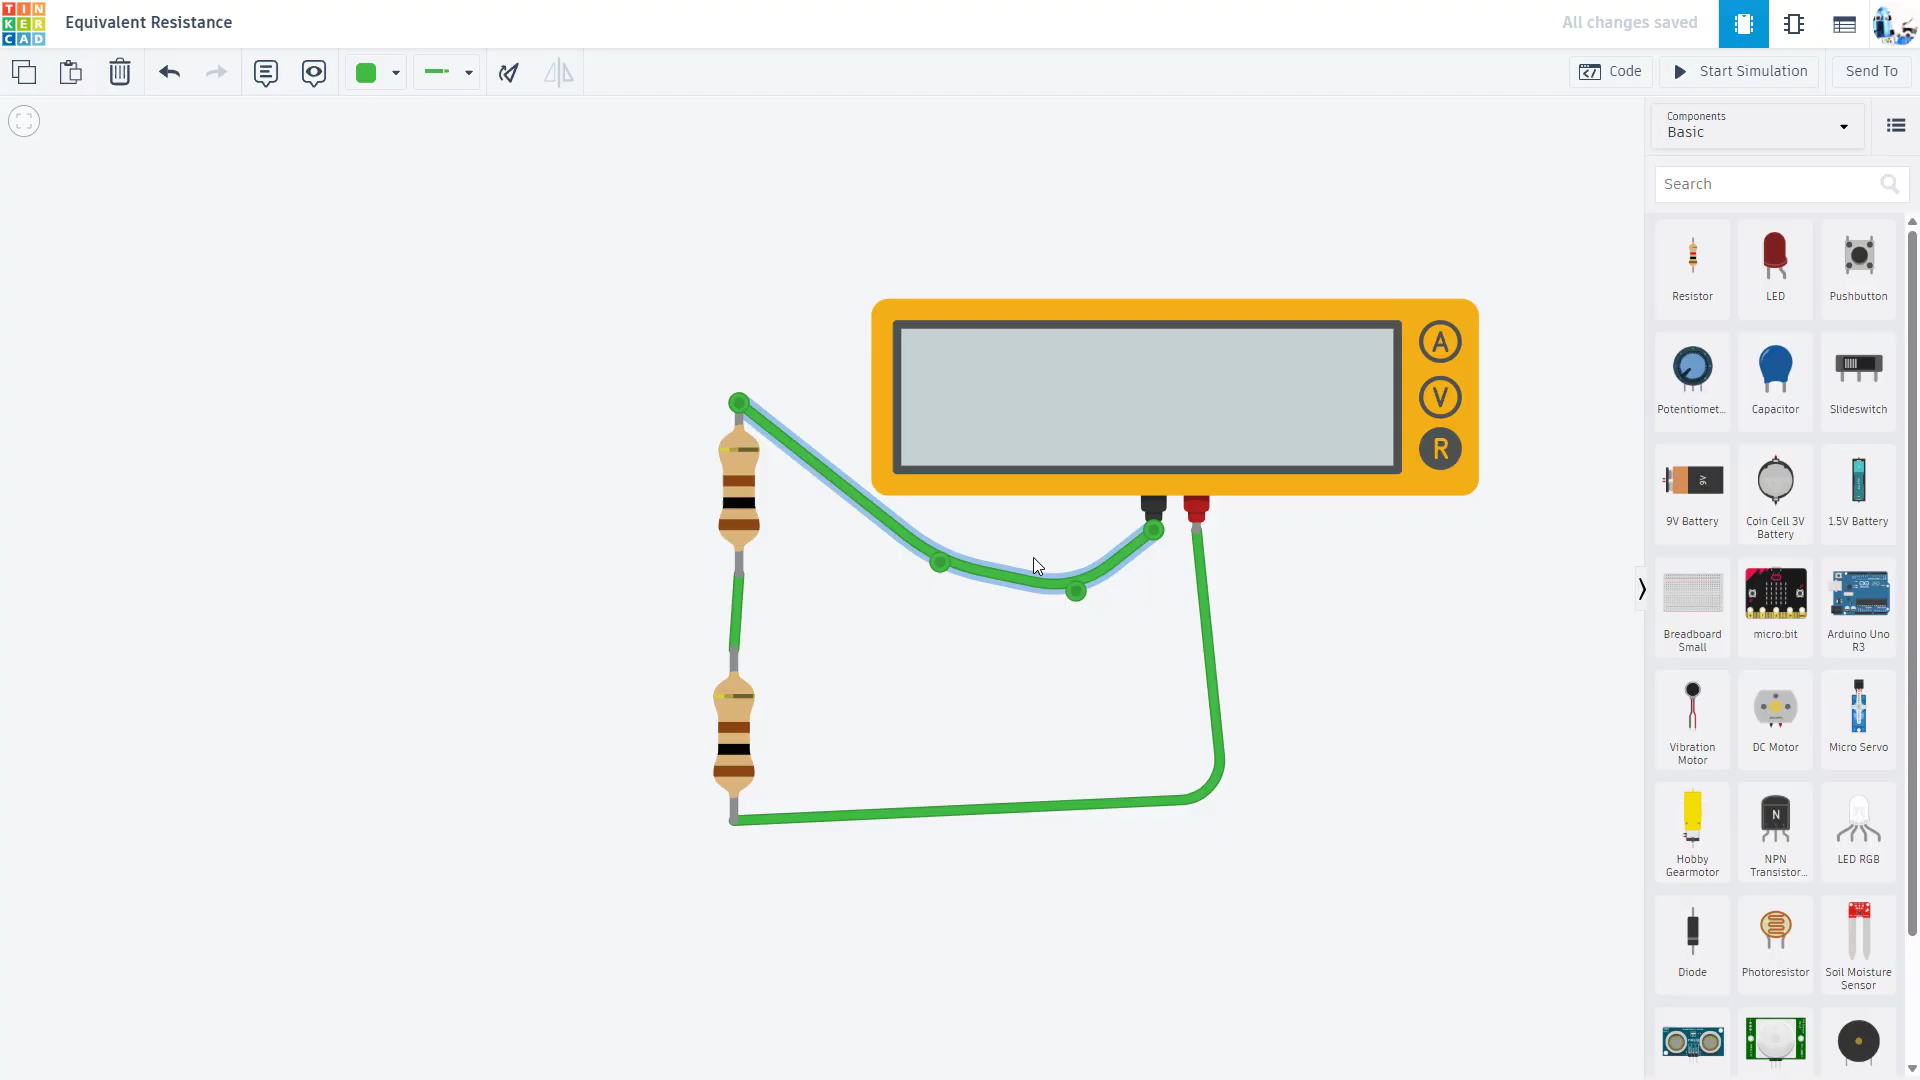 TIN
KER
CAD
Equivalent Resistance
All changes saved
Code
Start Simulation
Send To
Components
Basic
Search
A
V
R
Resistor
LED
Pushbutton
Potentiomet...
Capacitor
Slideswitch
9V
9V Battery
Coin Cell 3V
Battery
1.5V Battery
Breadboard
Small
micro:bit
Arduino Uno
R3
Vibration
Motor
DC Motor
Micro Servo
Hobby
Gearmotor
N
NPN
Transistor...
LED RGB
Diode
Photoresistor
Soil Moisture
Sensor